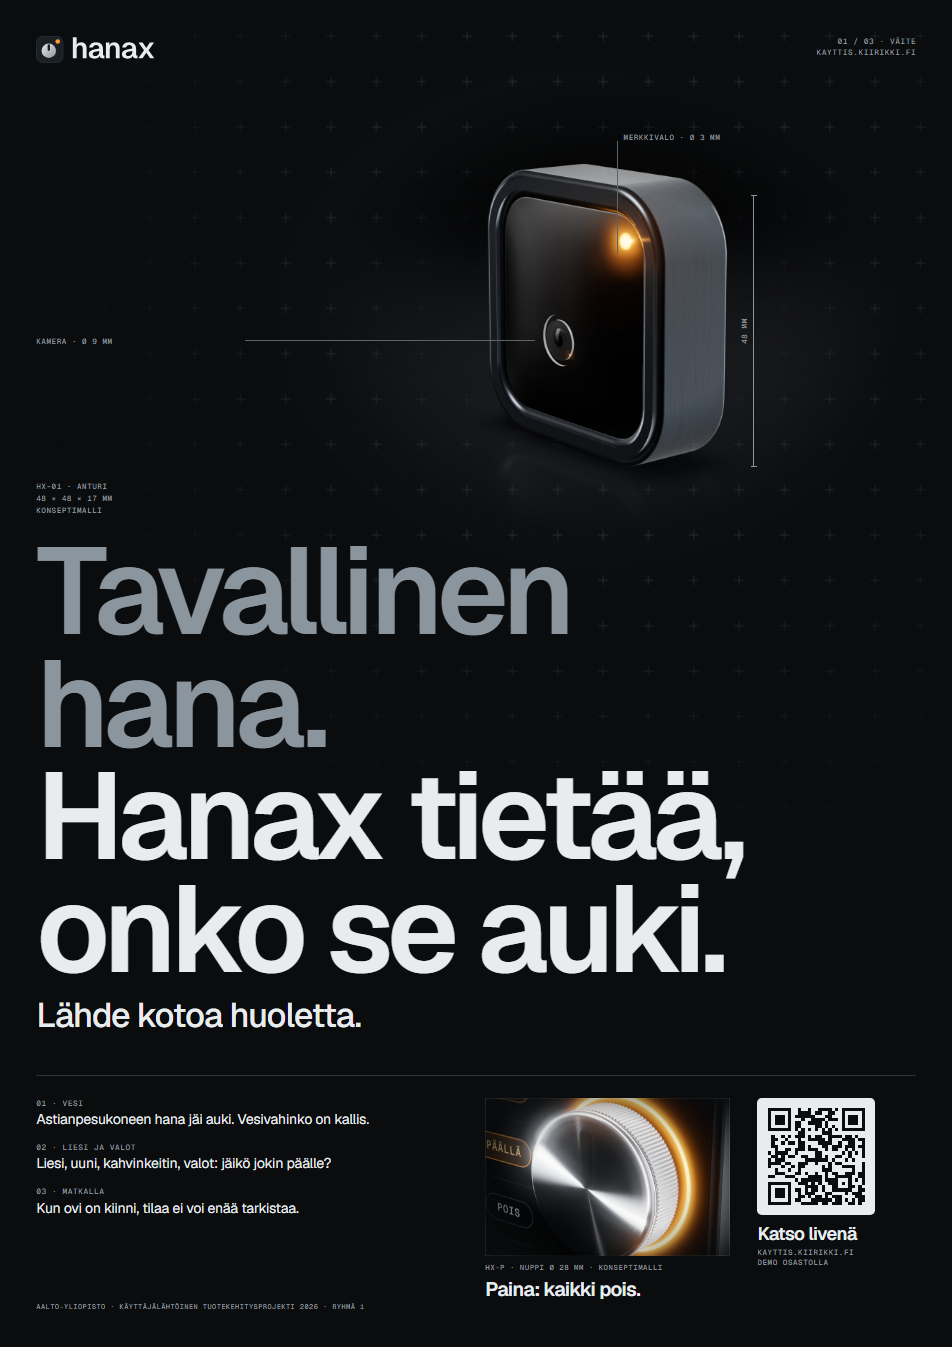 hanax
01 / 03 · VÄITE
KAYTTIS.KIIRIKKI.FI
MERKKIVALO · Ø 3 MM
48 MM
KAMERA · Ø 9 MM
HX-01 · ANTURI
48 × 48 × 17 MM
KONSEPTIMALLI
Tavallinen
hana.
Hanax tietää,
onko se auki.
Lähde kotoa huoletta.
01 · VESI
Astianpesukoneen hana jäi auki. Vesivahinko on kallis.
02 · LIESI JA VALOT
Liesi, uuni, kahvinkeitin, valot: jäikö jokin päälle?
03 · MATKALLA
Kun ovi on kiinni, tilaa ei voi enää tarkistaa.
PÄÄLLÄ
POIS
HX-P · NUPPI Ø 28 MM · KONSEPTIMALLI
Paina: kaikki pois.
Katso livenä
KAYTTIS.KIIRIKKI.FI
DEMO OSASTOLLA
AALTO-YLIOPISTO · KÄYTTÄJÄLÄHTÖINEN TUOTEKEHITYSPROJEKTI 2026 · RYHMÄ 1